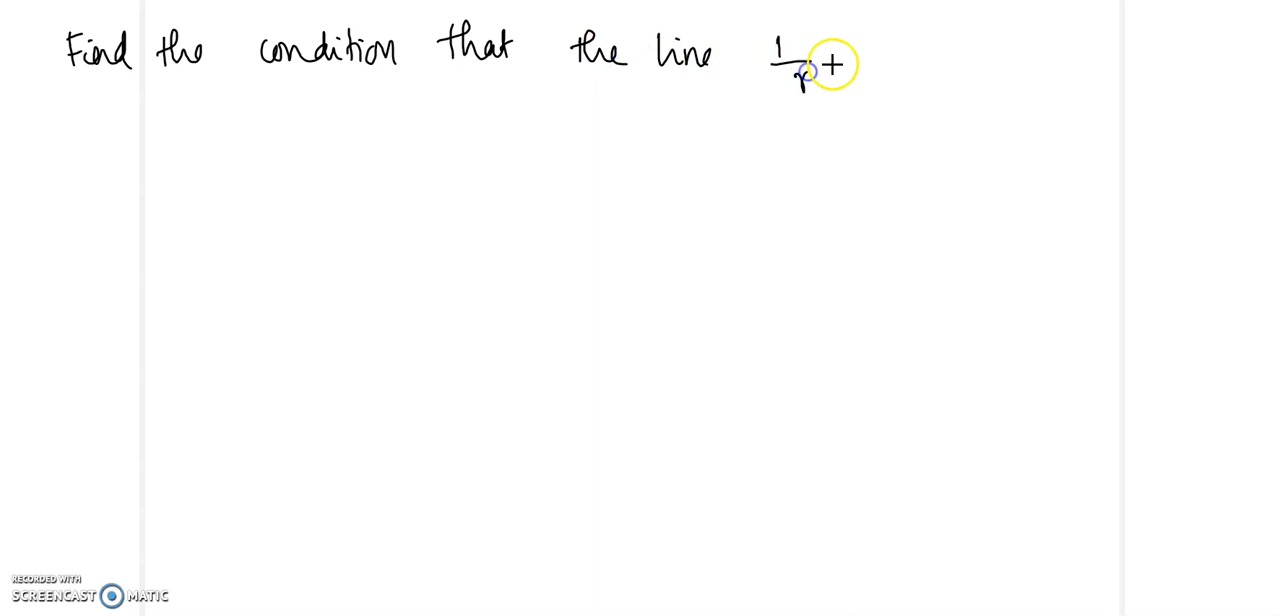 Find the condition that the line 1/r
RECORDED WITH
SCREENCAST MATIC